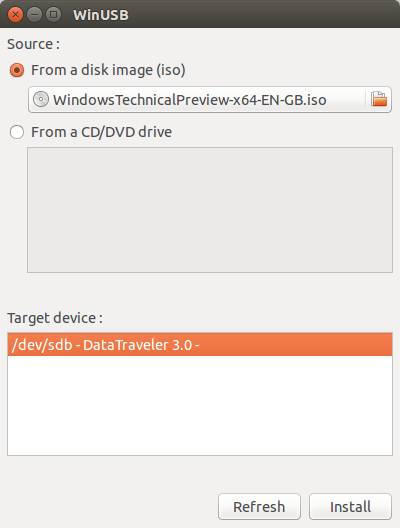 WinUSB
Source :
From a disk image (iso)
WindowsTechnicalPreview-x64-EN-GB.iso
From a CD/DVD drive
Target device :
/dev/sdb - DataTraveler 3.0 -
Refresh
Install